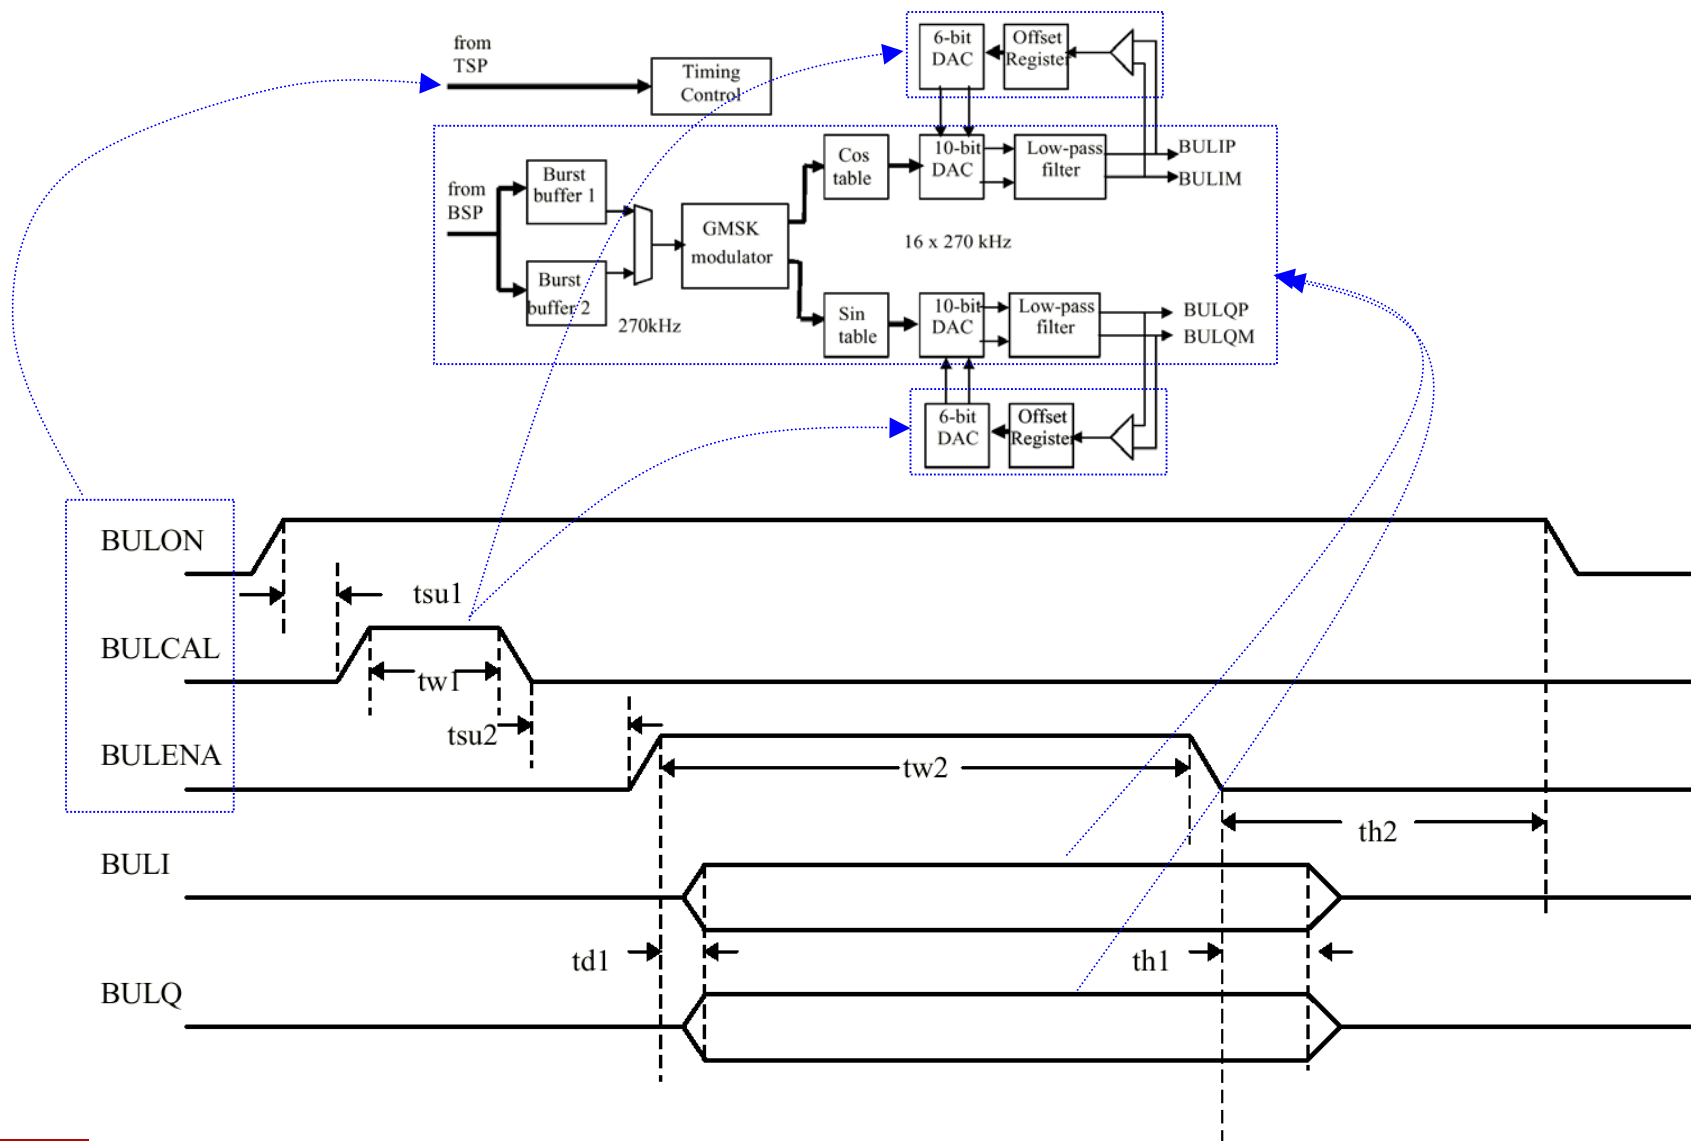 from
TSP
Timing
Control
6-bit
DAC
Offset
Register
from
BSP
Burst
buffer 1
Burst
buffer 2
270kHz
GMSK
modulator
Cos
table
10-bit
DAC
Low-pass
filter
BULIP
BULIM
16 x 270 kHz
Sin
table
10-bit
DAC
Low-pass
filter
BULQP
BULQM
6-bit
DAC
Offset
Register
BULON
tsu1
BULCAL
tw1
tsu2
BULENA
tw2
th2
BULI
td1
th1
BULQ